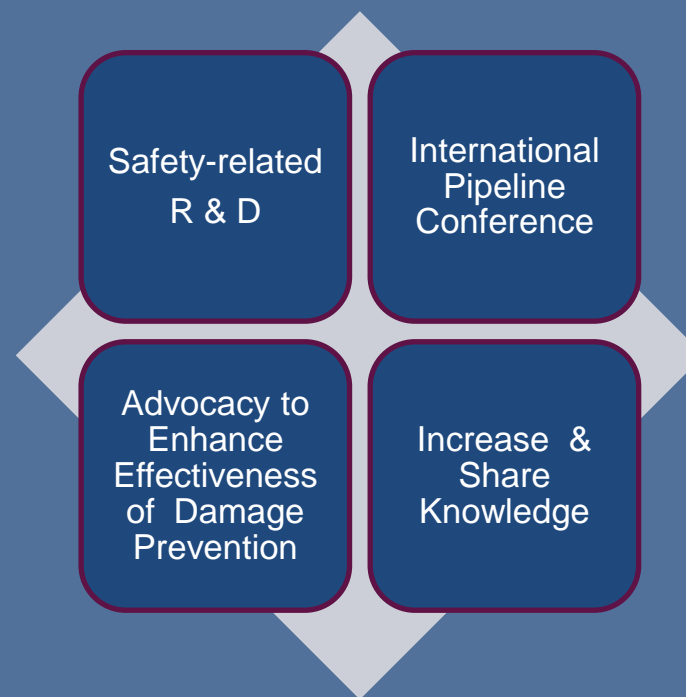 Safety-related
R & D
International
Pipeline
Conference
Advocacy to
Enhance
Effectiveness
of Damage
Prevention
Increase &
Share
Knowledge